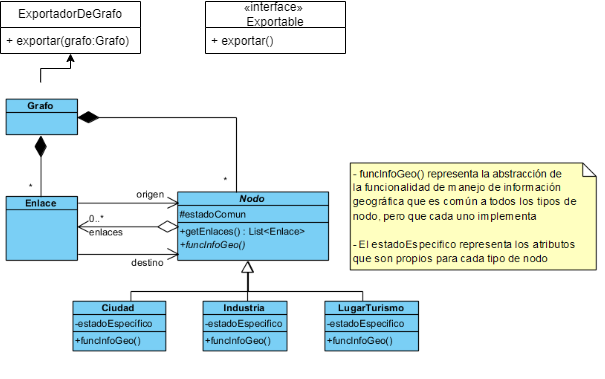 ExportadorDeGrafo
+ exportar(grafo:Grafo)
«interface»
Exportable
+ exportar()
Grafo
*
*
Enlace
origen
0..*
enlaces
destino
Nodo
#estadoComun
+getEnlaces() : List<Enlace>
+funcInfoGeo()
- funcInfoGeo() representa la abstracción de
la funcionalidad de manejo de información
geográfica que es común a todos los tipos de
nodo, pero que cada uno implementa
- El estadoEspecifico representa los atributos
que son propios para cada tipo de nodo
Ciudad
-estadoEspecífico
+funcInfoGeo()
Industria
-estadoEspecifico
+funcInfoGeo()
LugarTurismo
-estadoEspecifico
+funcInfoGeo()